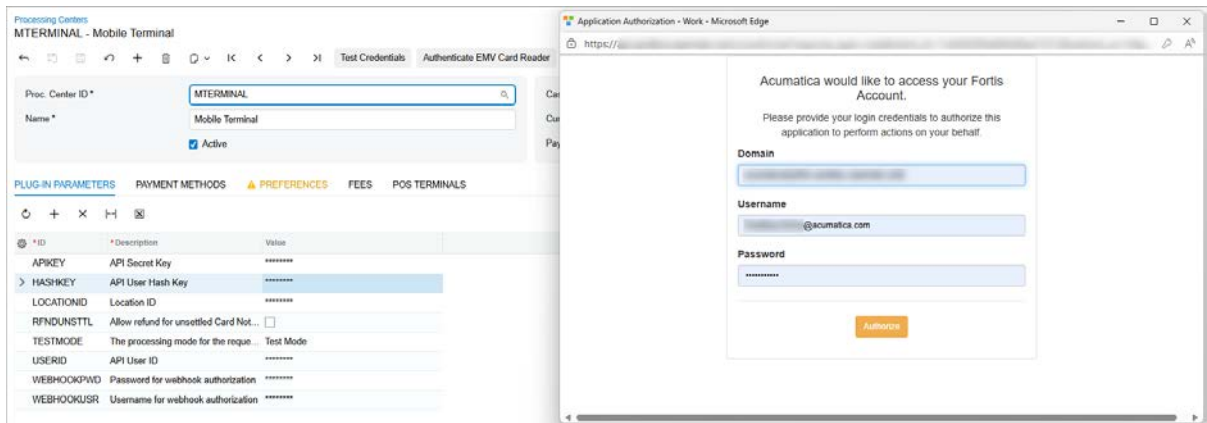 Processing Centers
MTERMINAL - Mobile Terminal
Test Credentials Authenticate EMV Card Reader
Proc. Center ID * MTERMINAL
Name * Mobile Terminal
Active
PLUG-IN PARAMETERS PAYMENT METHODS PREFERENCES FEES POS TERMINALS
*ID *Description Value
APIKEY API Secret Key ********
HASHKEY API User Hash Key ********
LOCATIONID Location ID ********
RFNDUNSTTL Allow refund for unsettled Card Not...
TESTMODE The processing mode for the reque... Test Mode
USERID API User ID ********
WEBHOOKPWD Password for webhook authorization ********
WEBHOOKUSR Username for webhook authorization ********
Application Authorization - Work - Microsoft Edge
https://
Acumatica would like to access your Fortis
Account.
Please provide your login credentials to authorize this
application to perform actions on your behalf.
Domain
Username
@acumatica.com
Password
Authorize